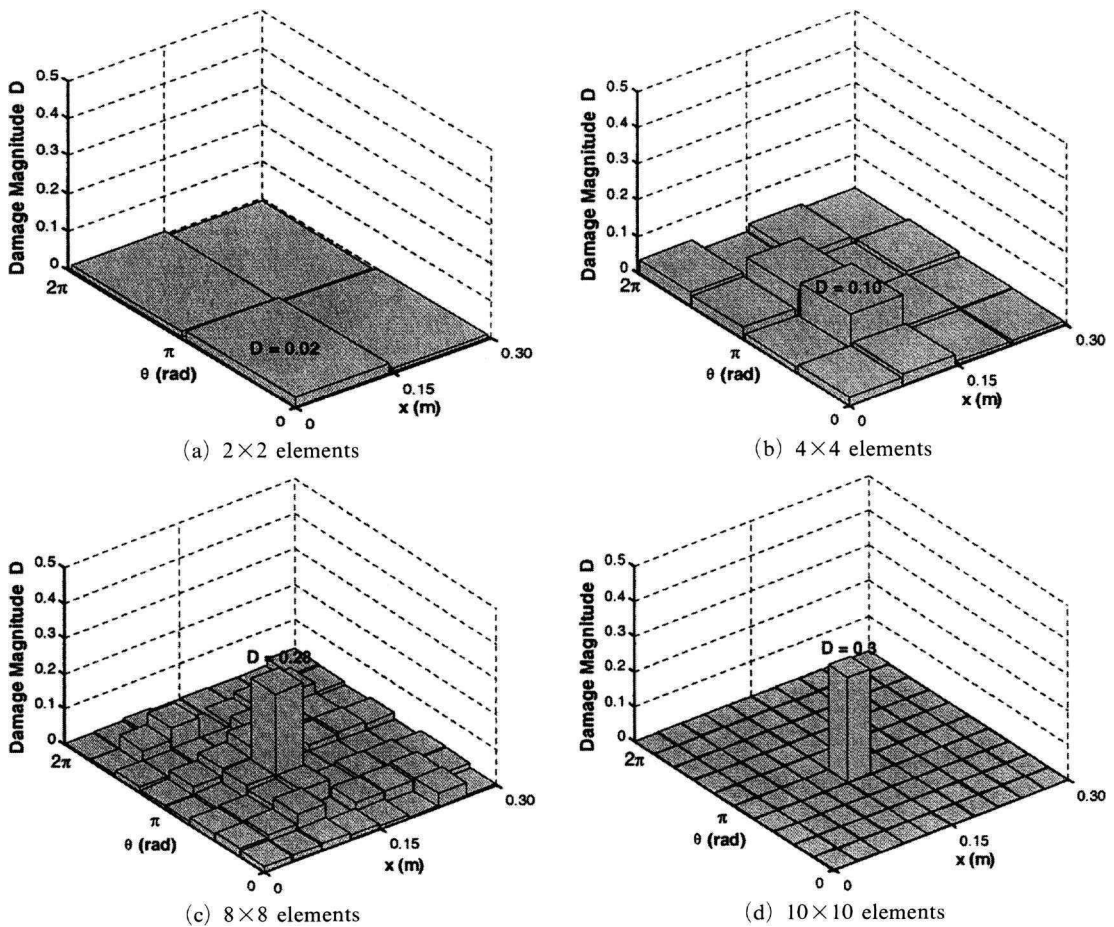 Damage Magnitude D
0.5
0.4
0.3
0.2
0.1
0
2π
π
θ (rad)
0
0
0.15
x (m)
0.30
D = 0.02
(a) 2×2 elements
Damage Magnitude D
0.5
0.4
0.3
0.2
0.1
0
2π
π
θ (rad)
0
0
0.15
x (m)
0.30
D = 0.10
(b) 4×4 elements
Damage Magnitude D
0.5
0.4
0.3
0.2
0.1
0
2π
π
θ (rad)
0
0
0.15
x (m)
0.30
D = 0.28
(c) 8×8 elements
Damage Magnitude D
0.5
0.4
0.3
0.2
0.1
0
2π
π
θ (rad)
0
0
0.15
x (m)
0.30
D = 0.3
(d) 10×10 elements